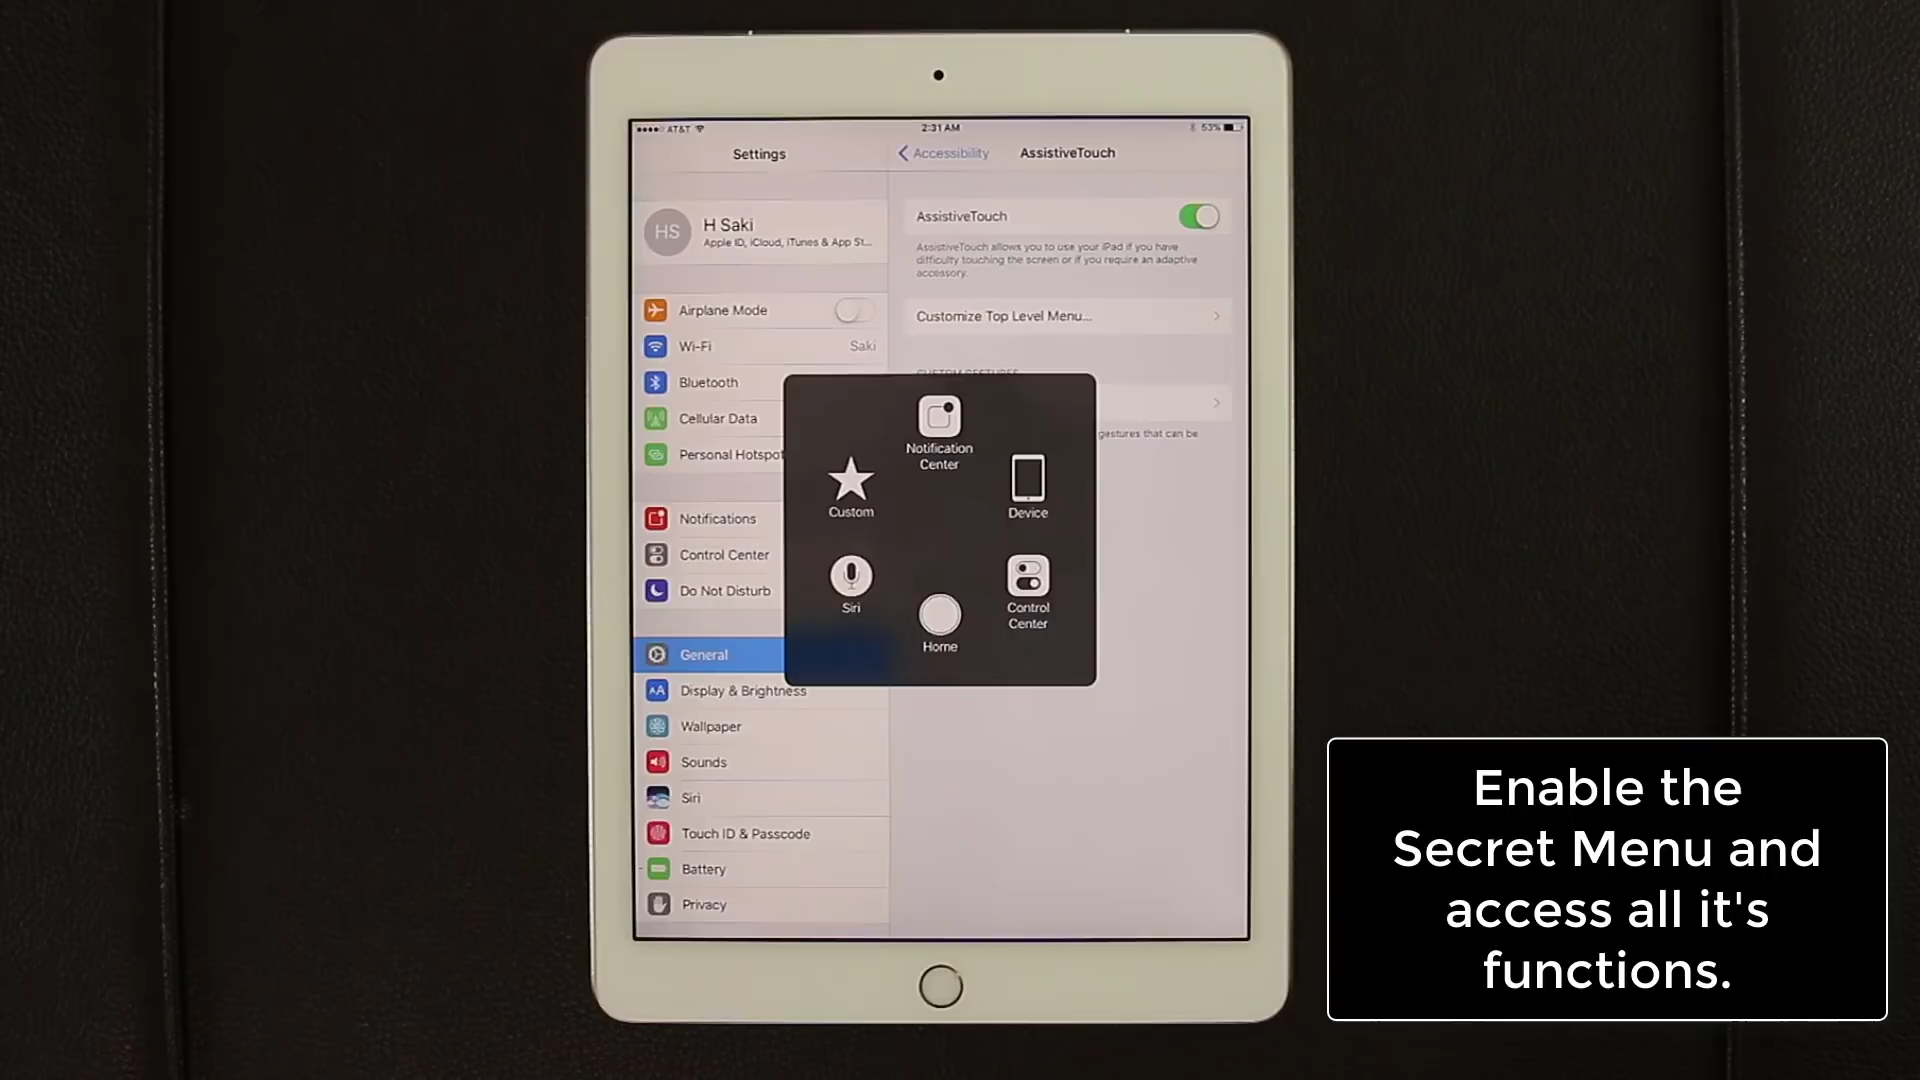 AT&T
2:31 AM
53%
Settings
Accessibility
AssistiveTouch
HS
H Saki
Apple ID, iCloud, iTunes & App St...
Airplane Mode
Wi-Fi
Saki
Bluetooth
Cellular Data
Personal Hotspot
Notifications
Control Center
Do Not Disturb
General
AA
Display & Brightness
Wallpaper
Sounds
Siri
Touch ID & Passcode
Battery
Privacy
AssistiveTouch
AssistiveTouch allows you to use your iPad if you have
difficulty touching the screen or if you require an adaptive
accessory.
Customize Top Level Menu...
CUSTOM GESTURES
gestures that can be
Notification
Center
Custom
Device
Siri
Control
Center
Home
Enable the
Secret Menu and
access all it's
functions.